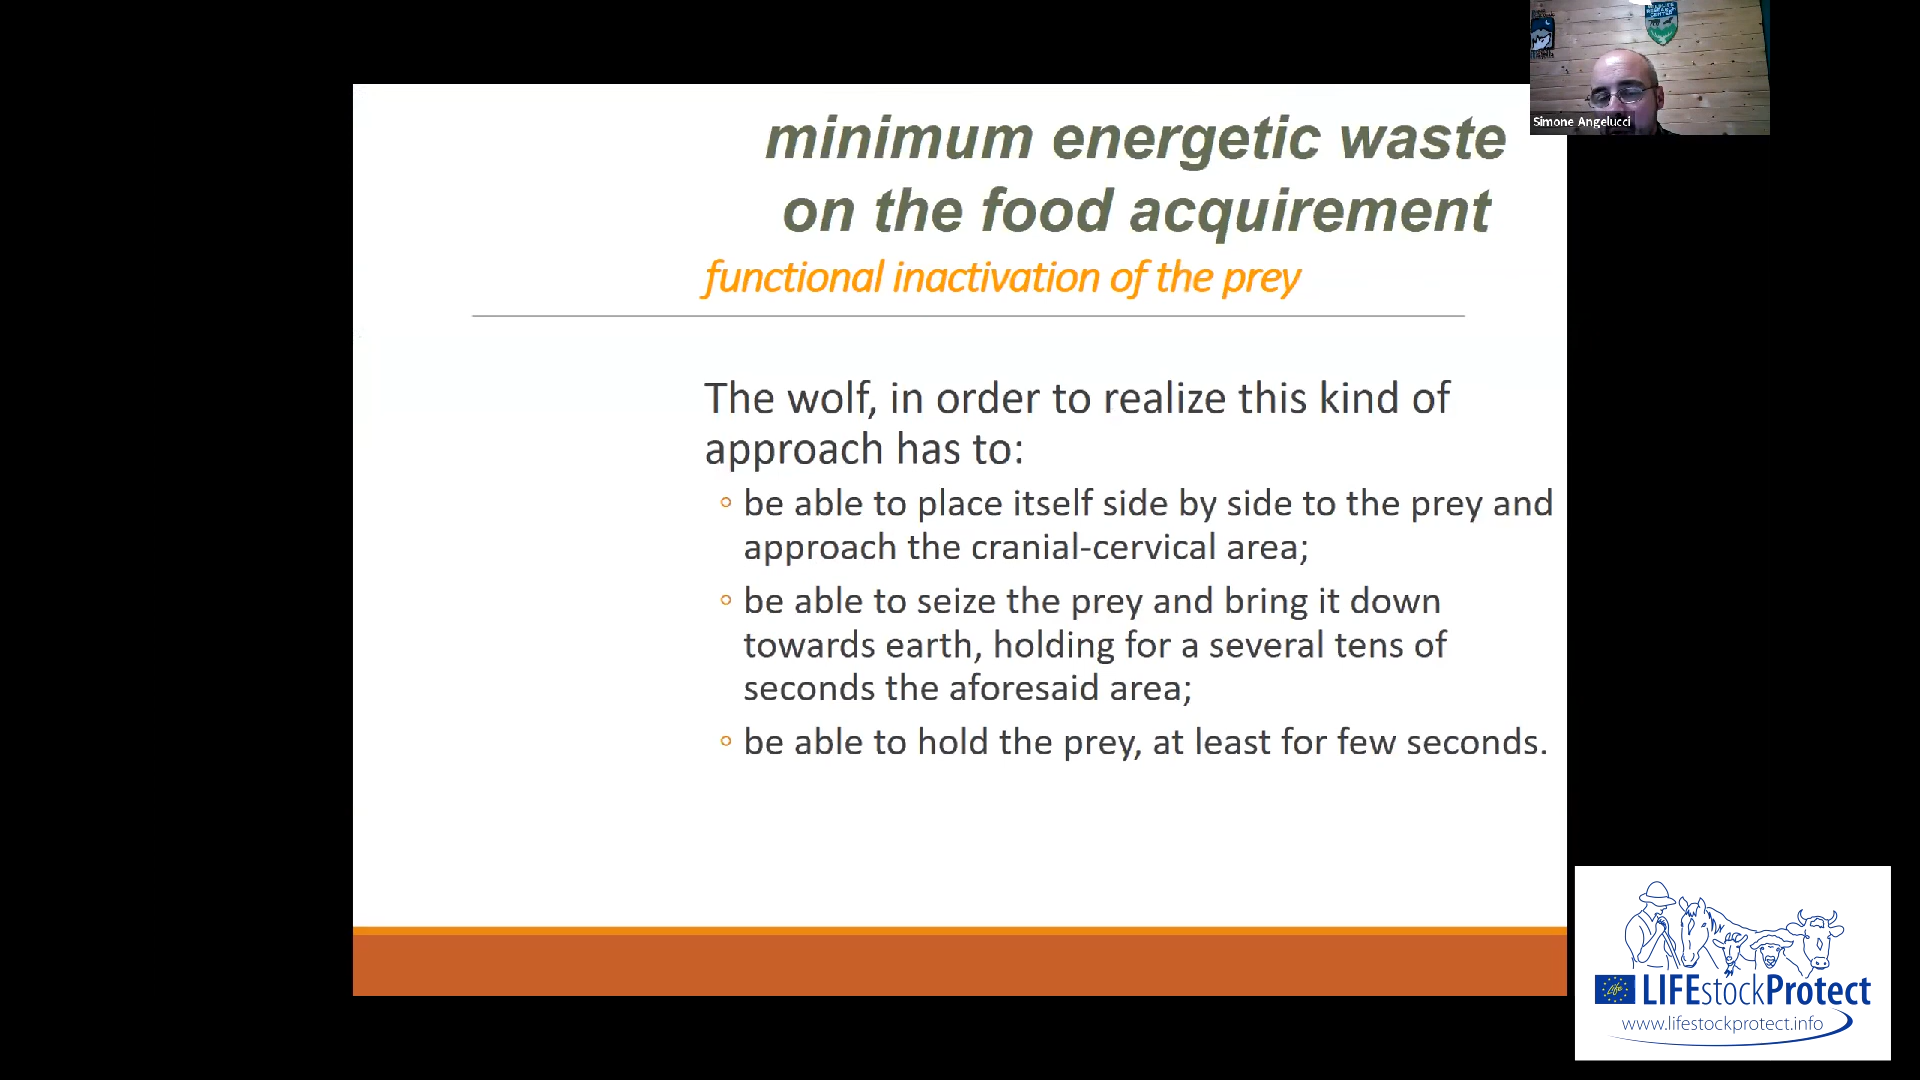 minimum energetic waste
on the food acquirement
functional inactivation of the prey
The wolf, in order to realize this kind of
approach has to:
be able to place itself side by side to the prey and
approach the cranial-cervical area;
be able to seize the prey and bring it down
towards earth, holding for a several tens of
seconds the aforesaid area;
be able to hold the prey, at least for few seconds.
Simone Angelucci
LIFEstockProtect
www.lifestockprotect.info